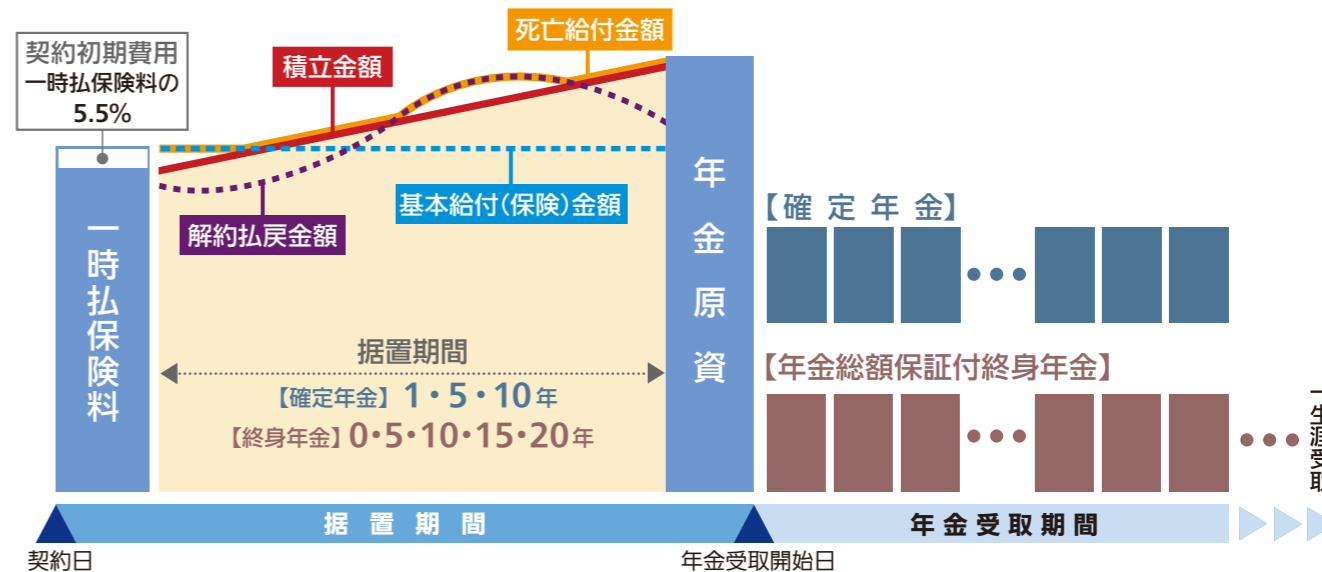 死亡給付金額
契約初期費用
一時払保険料の
5.5%
積立金額
基本給付(保険)金額
解約払戻金額
一時払保険料
年金原資
【確定年金】
据置期間
【確定年金】 1・5・10年
【終身年金】0・5・10・15・20年
【年金総額保証付終身年金】
一生涯受取
据置期間
年金受取期間
契約日
年金受取開始日